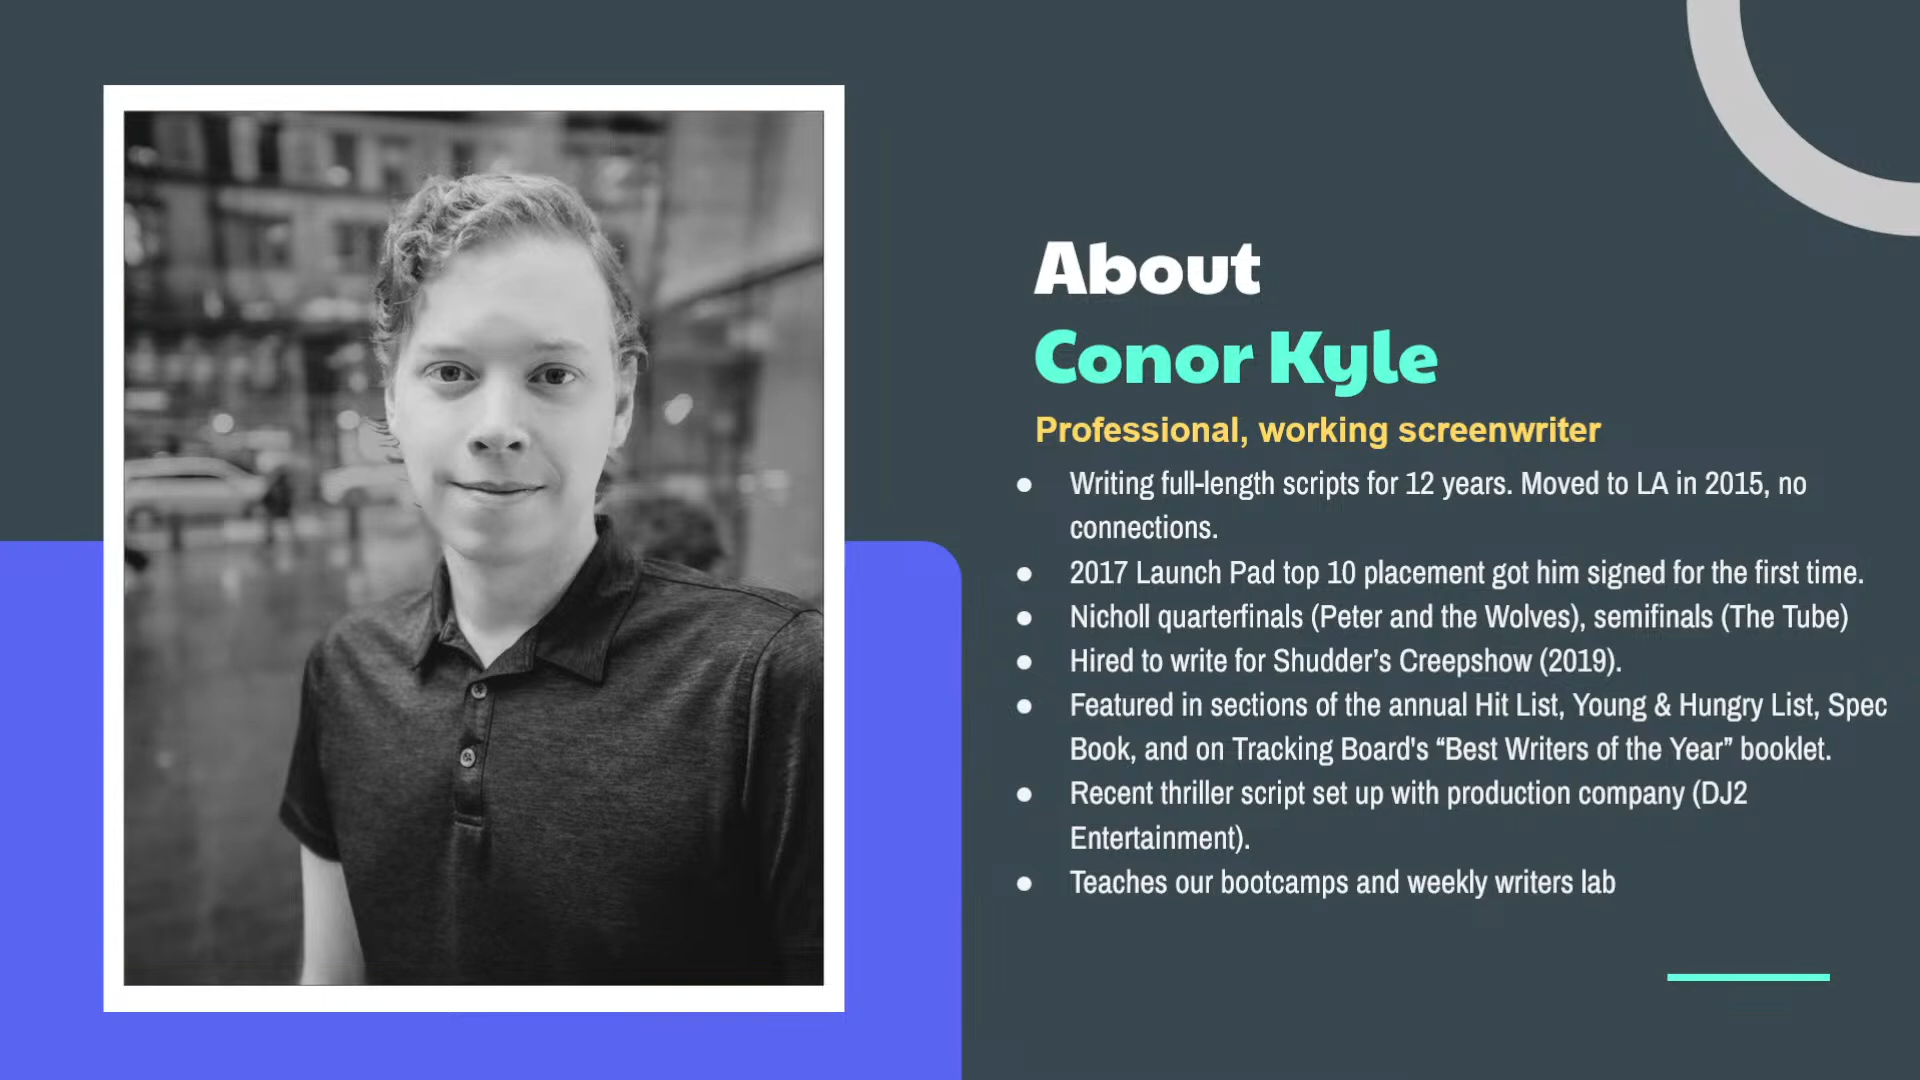 About
Conor Kyle
Professional, working screenwriter
● Writing full-length scripts for 12 years. Moved to LA in 2015, no
connections.
● 2017 Launch Pad top 10 placement got him signed for the first time.
● Nicholl quarterfinals (Peter and the Wolves), semifinals (The Tube)
● Hired to write for Shudder’s Creepshow (2019).
● Featured in sections of the annual Hit List, Young & Hungry List, Spec
Book, and on Tracking Board's “Best Writers of the Year” booklet.
● Recent thriller script set up with production company (DJ2
Entertainment).
● Teaches our bootcamps and weekly writers lab